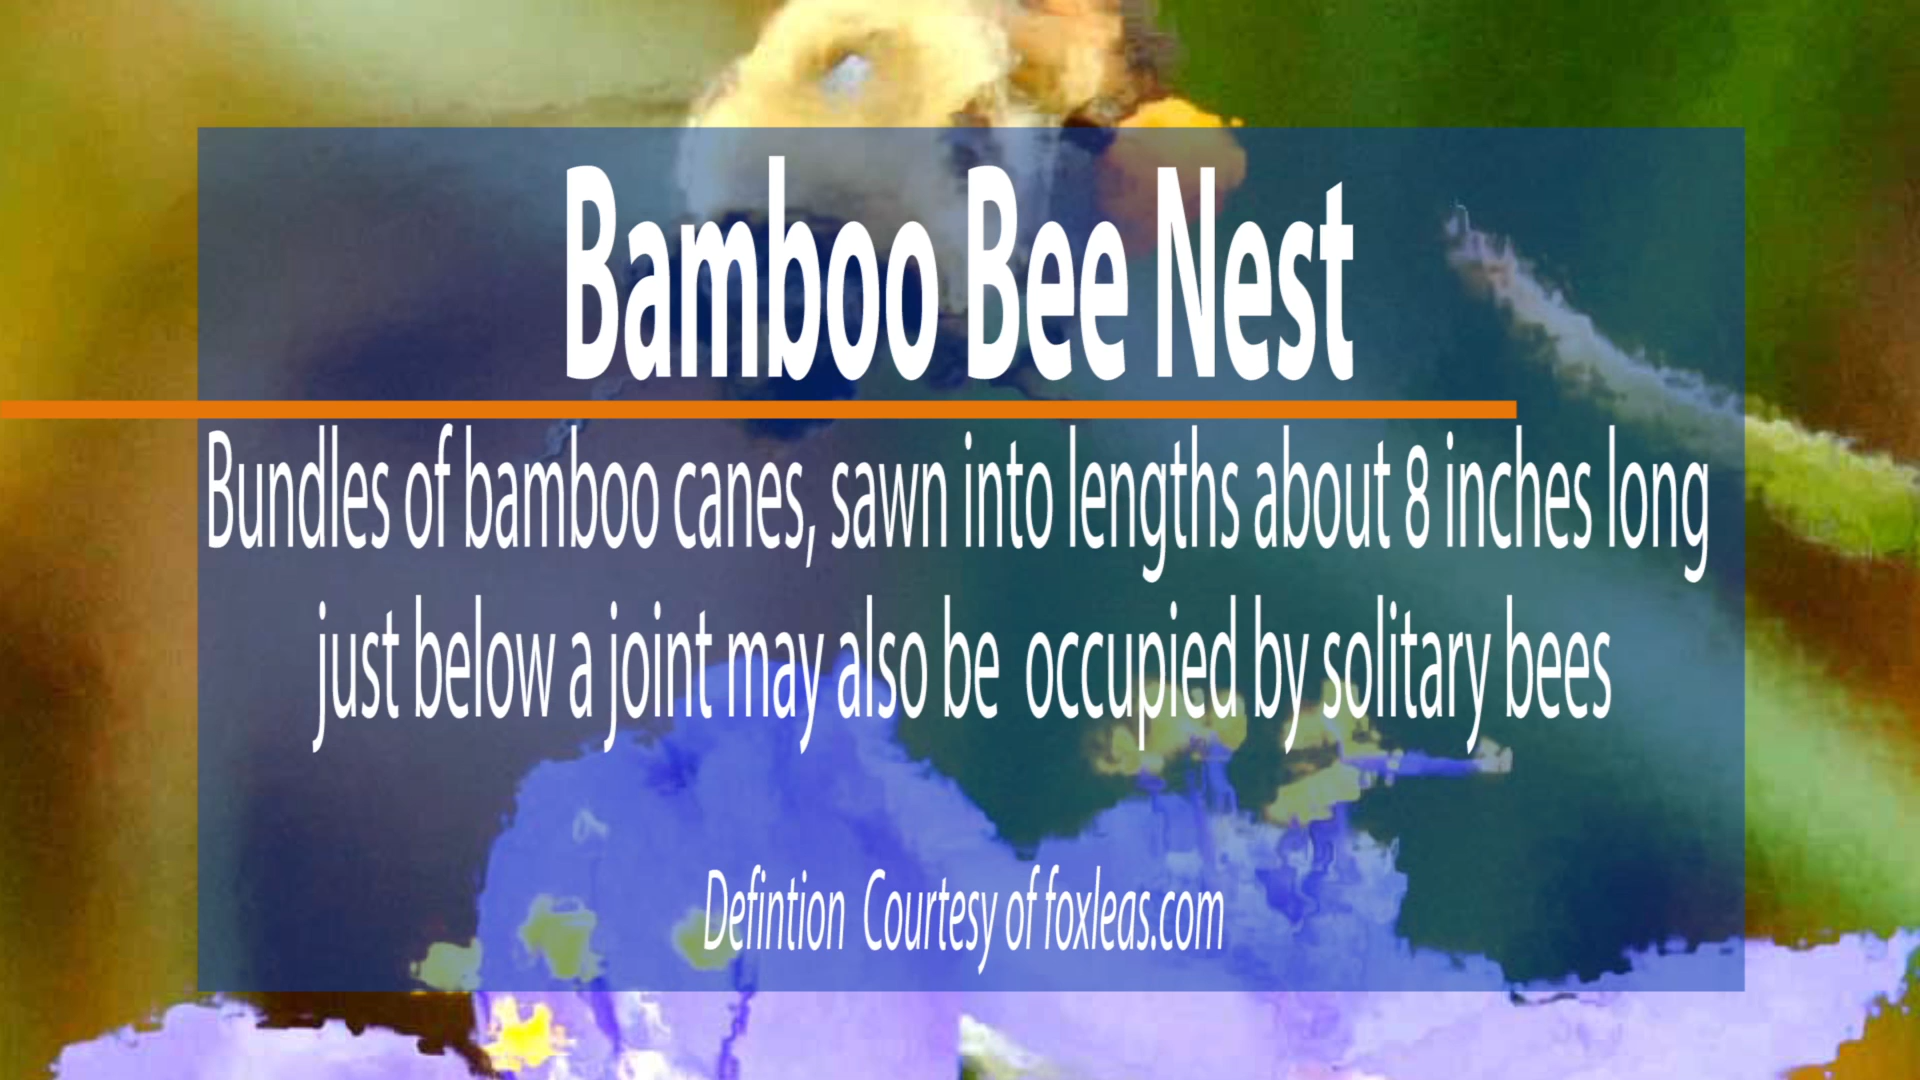 Bamboo Bee Nest
Bundles of bamboo canes, sawn into lengths about 8 inches long
just below a joint may also be  occupied by solitary bees
Defintion  Courtesy of foxleas.com